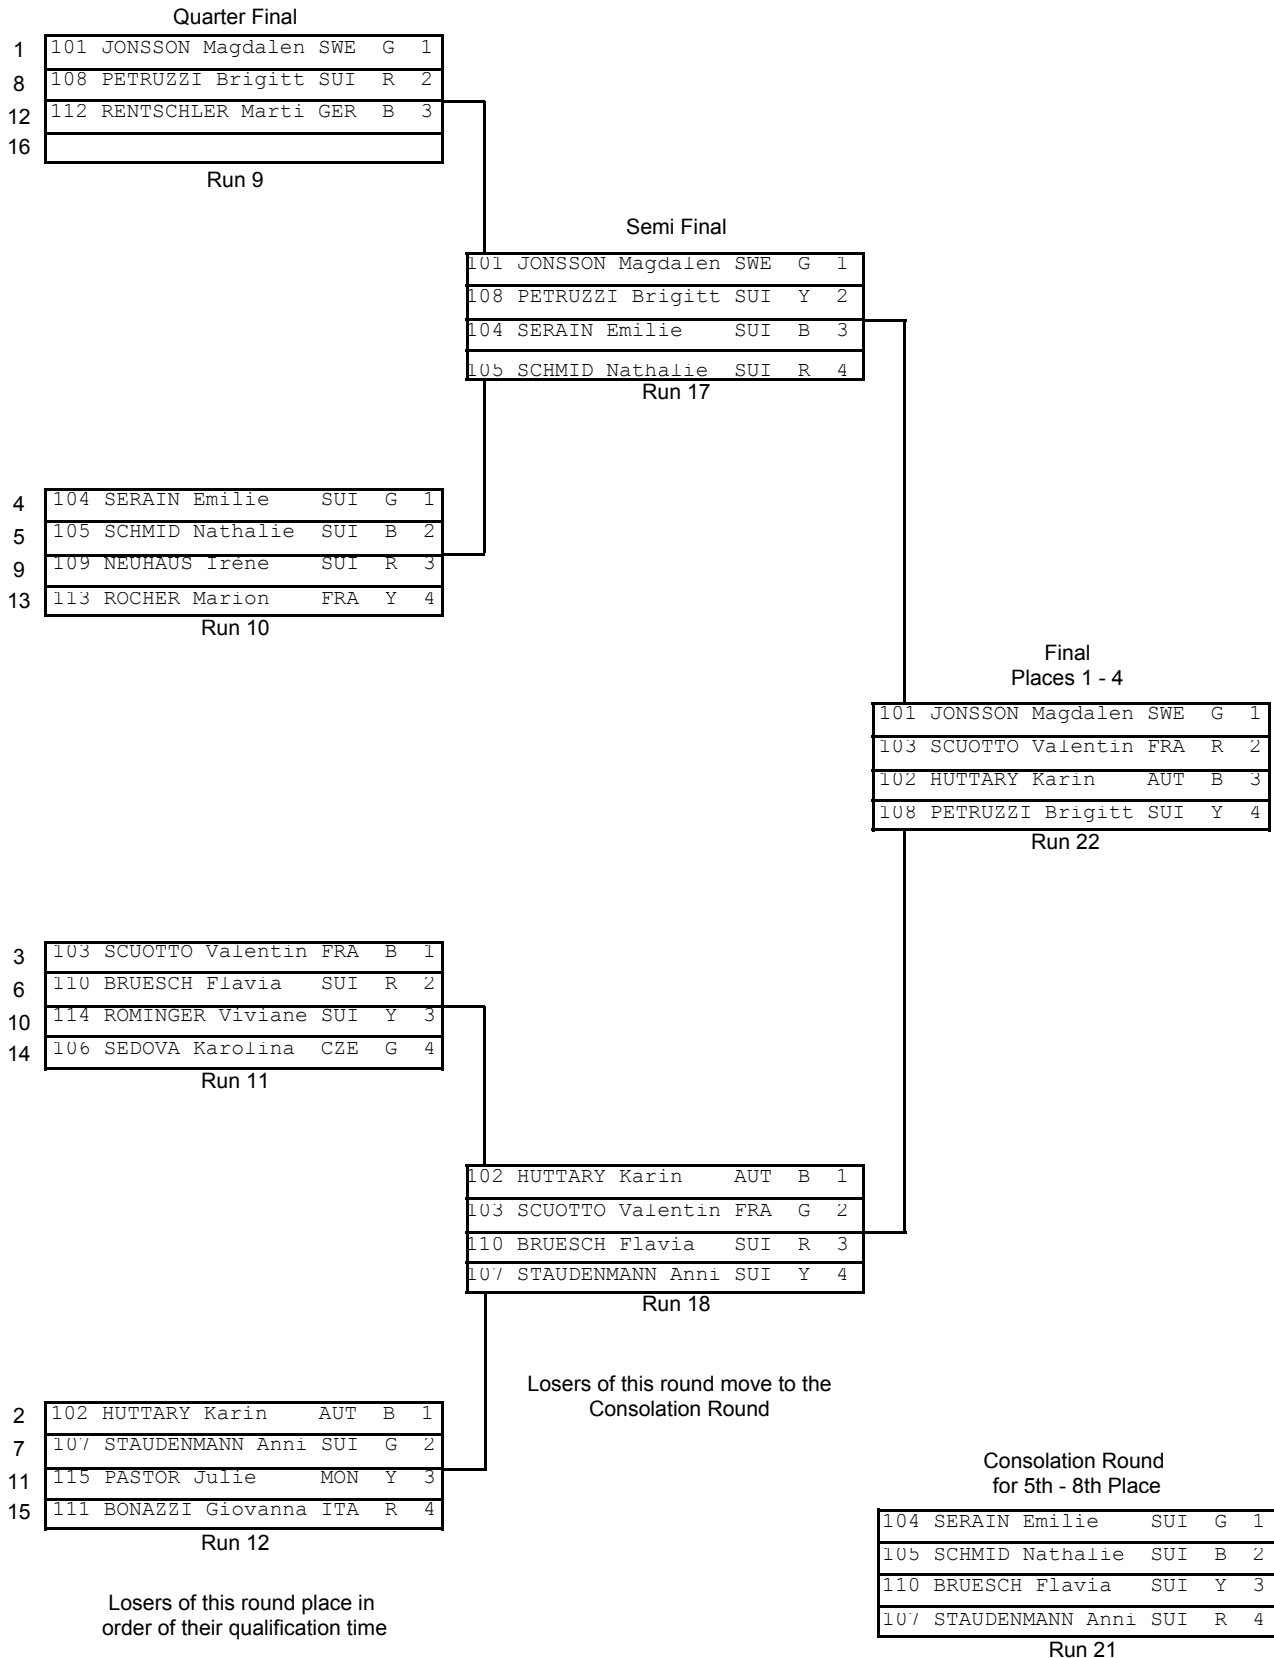 Quarter Final
1 101 JONSSON Magdalen SWE G 1
8 108 PETRUZZI Brigitt SUI R 2
12 112 RENTSCHLER Marti GER B 3
16
Run 9
Semi Final
101 JONSSON Magdalen SWE G 1
108 PETRUZZI Brigitt SUI Y 2
104 SERAIN Emilie SUI B 3
105 SCHMID Nathalie SUI R 4
Run 17
4 104 SERAIN Emilie SUI G 1
5 105 SCHMID Nathalie SUI B 2
9 109 NEUHAUS Iréne SUI R 3
13 113 ROCHER Marion FRA Y 4
Run 10
Final
Places 1 - 4
101 JONSSON Magdalen SWE G 1
103 SCUOTTO Valentin FRA R 2
102 HUTTARY Karin AUT B 3
108 PETRUZZI Brigitt SUI Y 4
Run 22
3 103 SCUOTTO Valentin FRA B 1
6 110 BRUESCH Flavia SUI R 2
10 114 ROMINGER Viviane SUI Y 3
14 106 SEDOVA Karolina CZE G 4
Run 11
102 HUTTARY Karin AUT B 1
103 SCUOTTO Valentin FRA G 2
110 BRUESCH Flavia SUI R 3
107 STAUDENMANN Anni SUI Y 4
Run 18
Losers of this round move to the
Consolation Round
2 102 HUTTARY Karin AUT B 1
7 107 STAUDENMANN Anni SUI G 2
11 115 PASTOR Julie MON Y 3
15 111 BONAZZI Giovanna ITA R 4
Run 12
Consolation Round
for 5th - 8th Place
104 SERAIN Emilie SUI G 1
105 SCHMID Nathalie SUI B 2
110 BRUESCH Flavia SUI Y 3
107 STAUDENMANN Anni SUI R 4
Run 21
Losers of this round place in
order of their qualification time